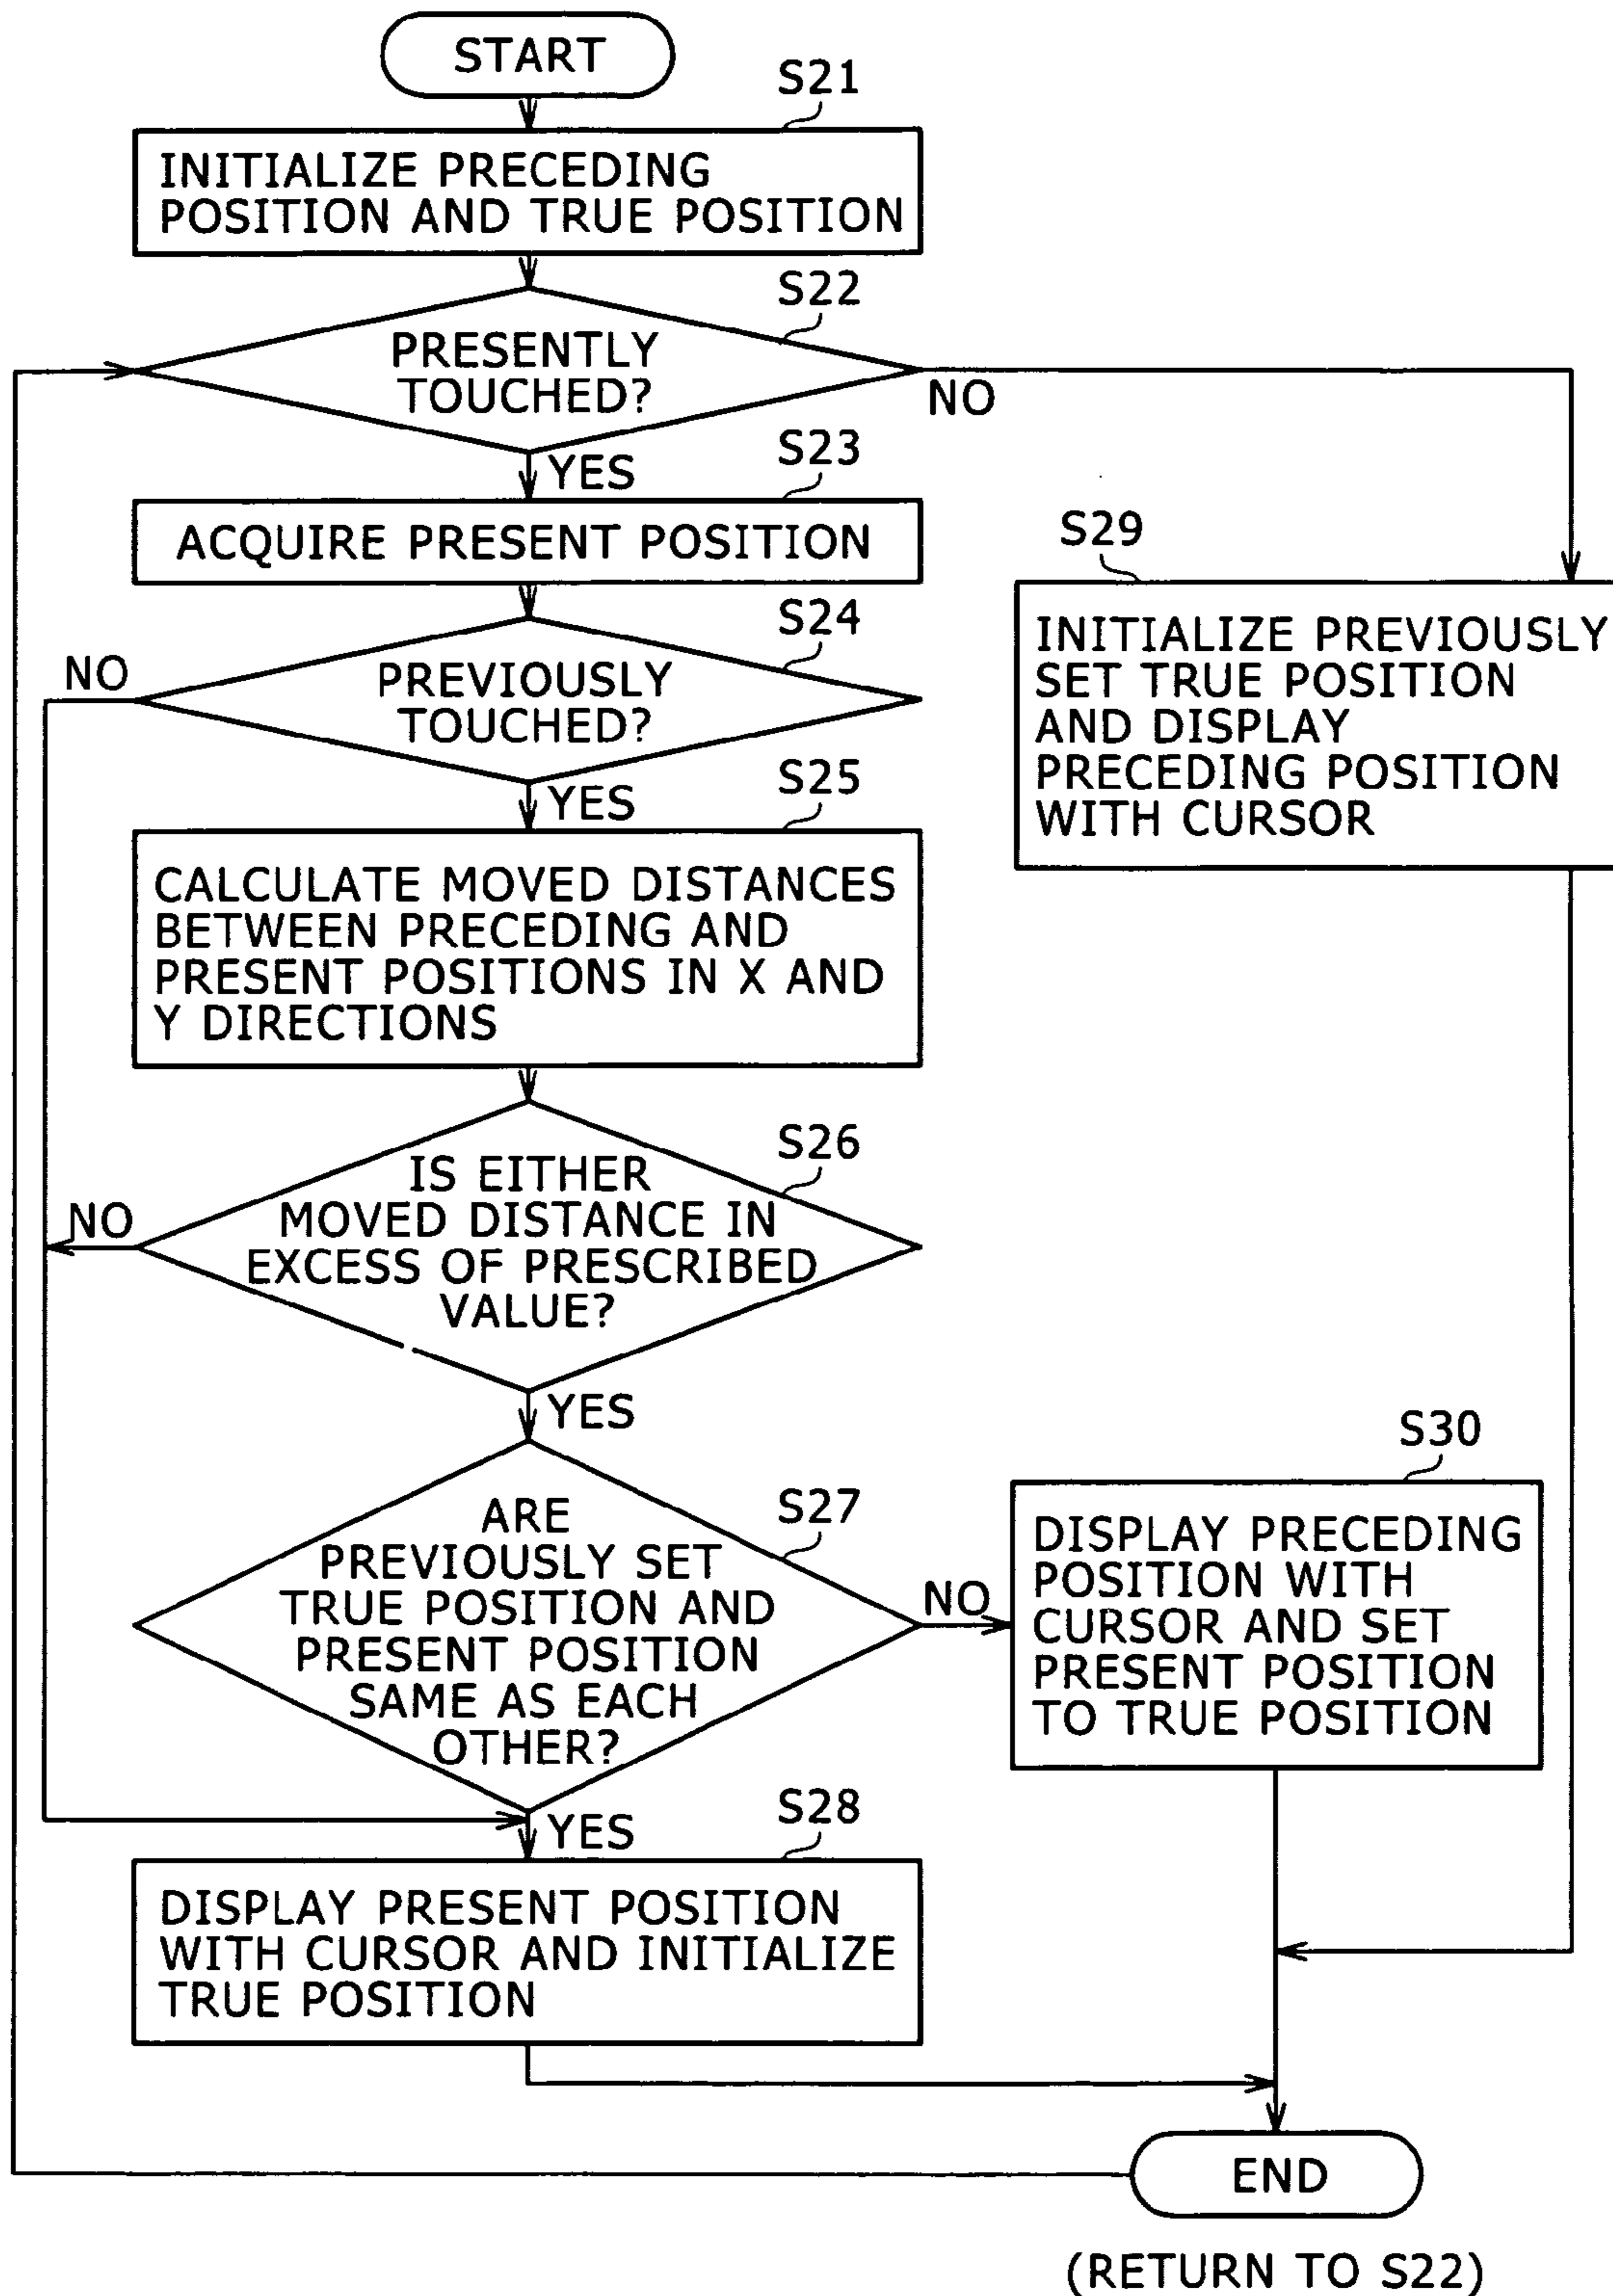 START
S21
INITIALIZE PRECEDING
POSITION AND TRUE POSITION
S22
PRESENTLY
TOUCHED?
NO
YES
S23
ACQUIRE PRESENT POSITION
S24
PREVIOUSLY
TOUCHED?
NO
YES
S25
CALCULATE MOVED DISTANCES
BETWEEN PRECEDING AND
PRESENT POSITIONS IN X AND
Y DIRECTIONS
S26
IS EITHER
MOVED DISTANCE IN
EXCESS OF PRESCRIBED
VALUE?
NO
YES
S27
ARE
PREVIOUSLY SET
TRUE POSITION AND
PRESENT POSITION
SAME AS EACH
OTHER?
NO
YES
S28
DISPLAY PRESENT POSITION
WITH CURSOR AND INITIALIZE
TRUE POSITION
S29
INITIALIZE PREVIOUSLY
SET TRUE POSITION
AND DISPLAY
PRECEDING POSITION
WITH CURSOR
S30
DISPLAY PRECEDING
POSITION WITH
CURSOR AND SET
PRESENT POSITION
TO TRUE POSITION
END
(RETURN TO S22)